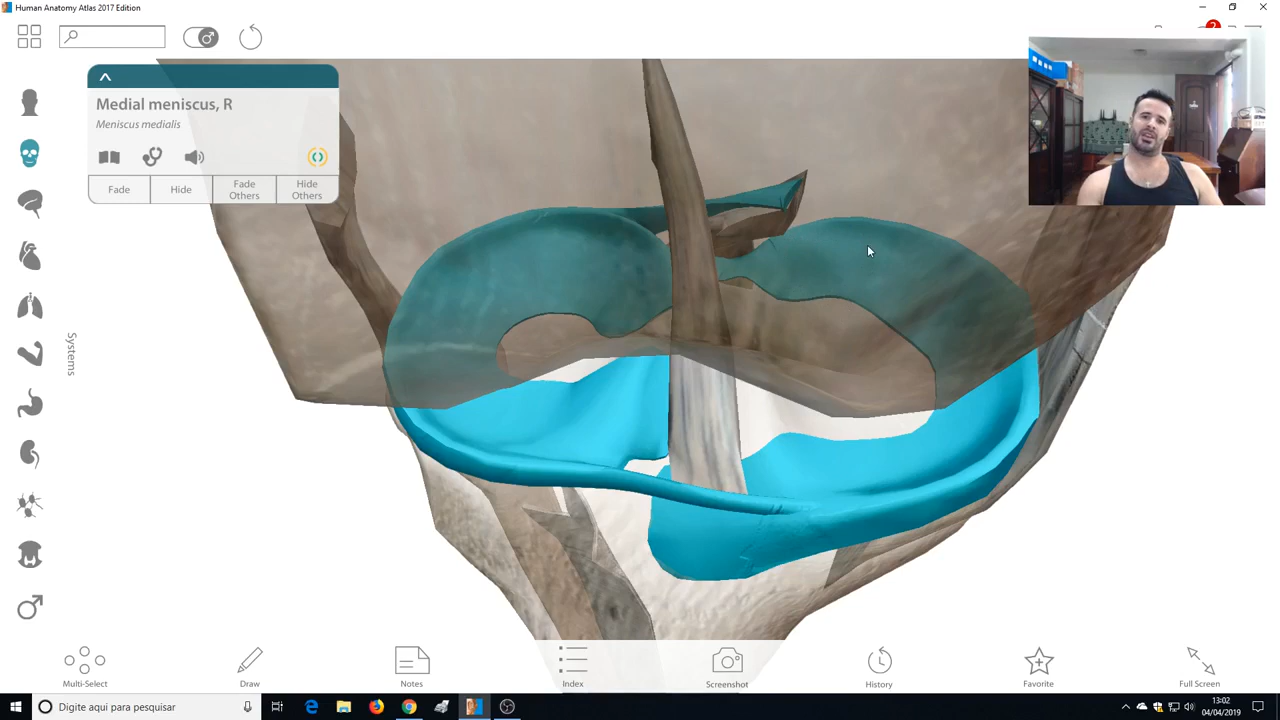 Human Anatomy Atlas 2017 Edition
2
Medial meniscus, R
Meniscus medialis
Fade
Hide
Fade Others
Hide Others
Systems
Multi-Select
Draw
Notes
Index
Screenshot
History
Favorite
Full Screen
Digite aqui para pesquisar
13:02
04/04/2019